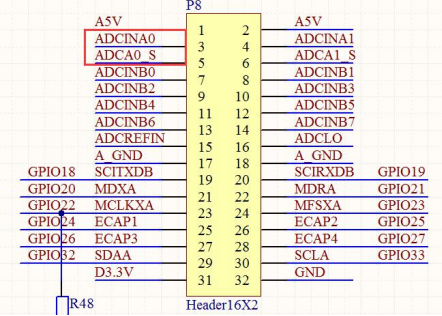 P8
A5V 1 2 A5V
ADCINA0 3 4 ADCINA1
ADCA0_S 5 6 ADCA1_S
ADCINB0 7 8 ADCINB1
ADCINB2 9 10 ADCINB3
ADCINB4 11 12 ADCINB5
ADCINB6 13 14 ADCINB7
ADCREFIN 15 16 ADCLO
A_GND 17 18 A_GND
GPIO18 SCITXDB 19 20 SCIRXDB GPIO19
GPIO20 MDXA 21 22 MDRA GPIO21
GPIO22 MCLKXA 23 24 MFSXA GPIO23
GPIO24 ECAP1 25 26 ECAP2 GPIO25
GPIO26 ECAP3 27 28 ECAP4 GPIO27
GPIO32 SDAA 29 30 SCLA GPIO33
D3.3V 31 32 GND
R48 Header16X2